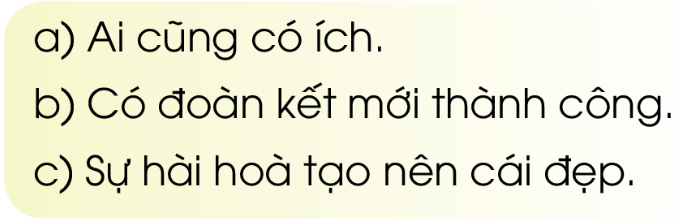 a) Ai cũng có ích.
b) Có đoàn kết mới thành công.
c) Sự hài hoà tạo nên cái đẹp.